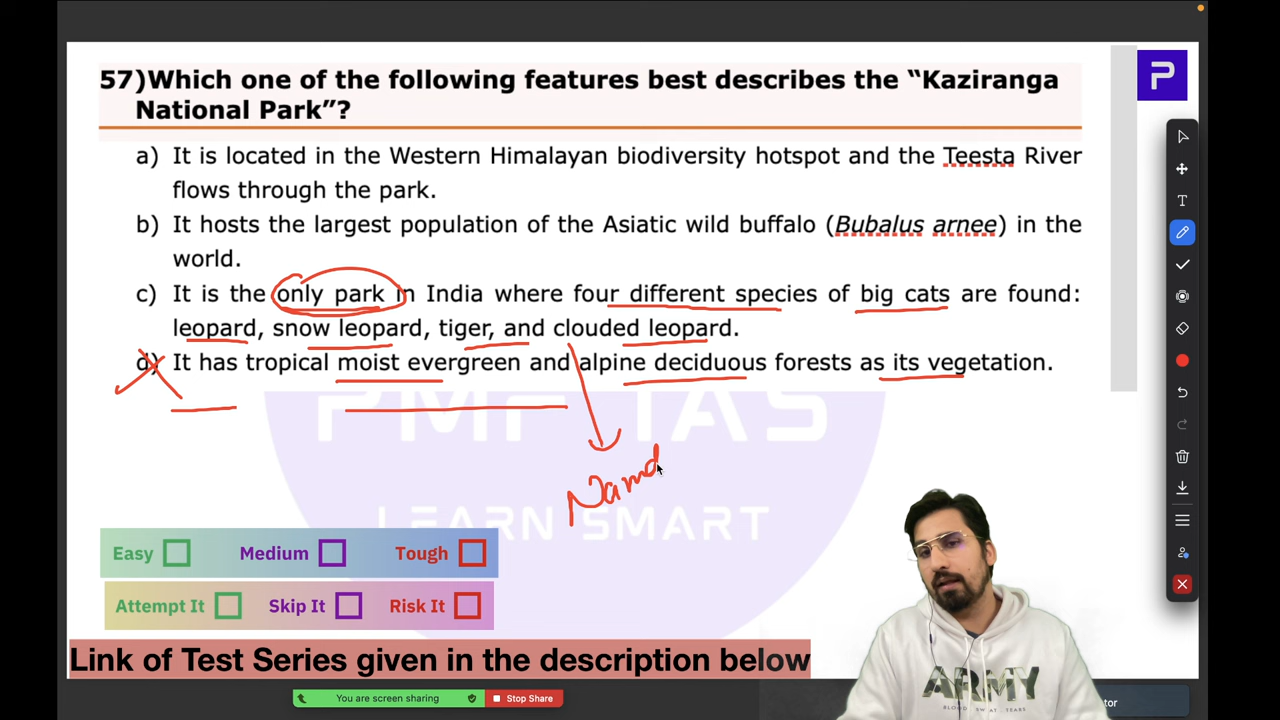 P
57)Which one of the following features best describes the “Kaziranga
National Park”?
a) It is located in the Western Himalayan biodiversity hotspot and the Teesta River
flows through the park.
b) It hosts the largest population of the Asiatic wild buffalo (Bubalus arnee) in the
world.
c) It is the only park in India where four different species of big cats are found:
leopard, snow leopard, tiger, and clouded leopard.
d) It has tropical moist evergreen and alpine deciduous forests as its vegetation.
PMF IAS
Namd
LEARN SMART
Easy Medium Tough
Attempt It Skip It Risk It
Link of Test Series given in the description below
ARMY
You are screen sharing Stop Share